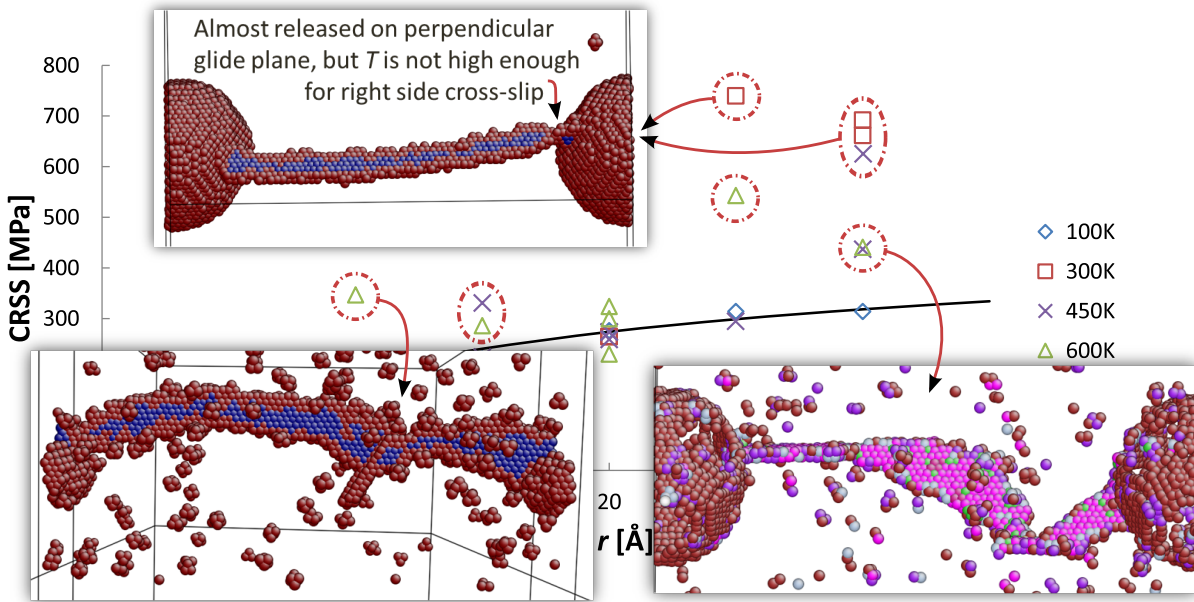 Almost released on perpendicular
glide plane, but T is not high enough
for right side cross-slip
CRSS [MPa]
800
700
600
500
400
300
100K
300K
450K
600K
20
r [Å]